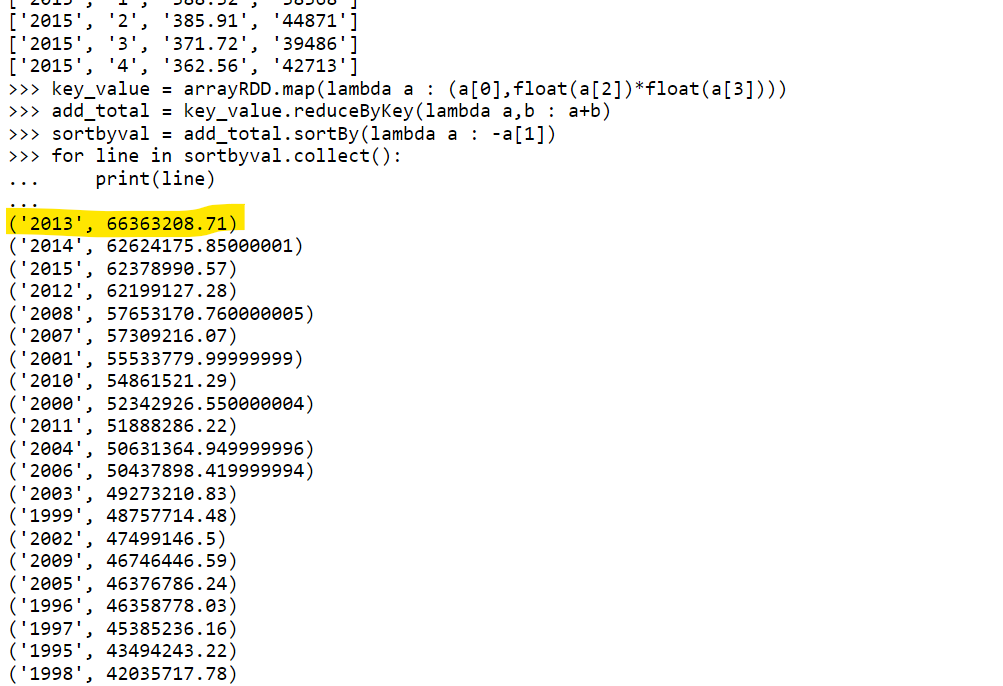 ['2015', '1', '388.32', '38568']
['2015', '2', '385.91', '44871']
['2015', '3', '371.72', '39486']
['2015', '4', '362.56', '42713']
>>> key_value = arrayRDD.map(lambda a : (a[0],float(a[2])*float(a[3])))
>>> add_total = key_value.reduceByKey(lambda a,b : a+b)
>>> sortbyval = add_total.sortBy(lambda a : -a[1])
>>> for line in sortbyval.collect():
...     print(line)
...
('2013', 66363208.71)
('2014', 62624175.85000001)
('2015', 62378990.57)
('2012', 62199127.28)
('2008', 57653170.760000005)
('2007', 57309216.07)
('2001', 55533779.99999999)
('2010', 54861521.29)
('2000', 52342926.550000004)
('2011', 51888286.22)
('2004', 50631364.949999996)
('2006', 50437898.419999994)
('2003', 49273210.83)
('1999', 48757714.48)
('2002', 47499146.5)
('2009', 46746446.59)
('2005', 46376786.24)
('1996', 46358778.03)
('1997', 45385236.16)
('1995', 43494243.22)
('1998', 42035717.78)